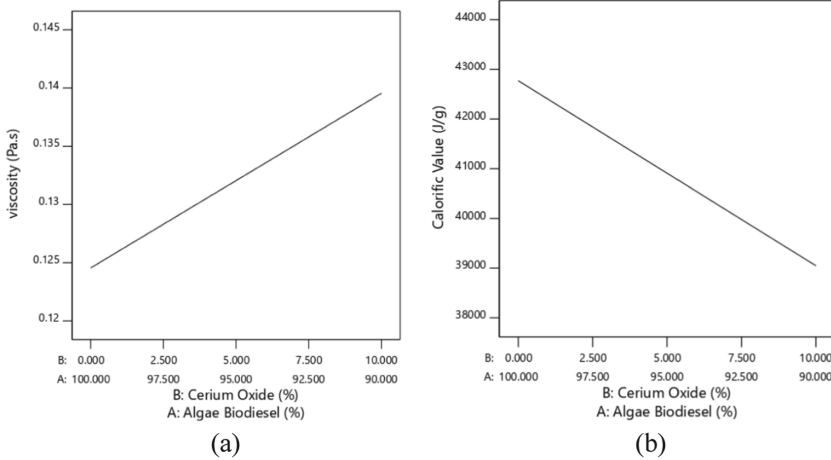 0.145
0.14
0.135
0.13
0.125
0.12
viscosity (Pa.s)
B: 0.000 2.500 5.000 7.500 10.000
A: 100.000 97.500 95.000 92.500 90.000
B: Cerium Oxide (%)
A: Algae Biodiesel (%)
(a)
44000
43000
42000
41000
40000
39000
38000
Calorific Value (J/g)
B: 0.000 2.500 5.000 7.500 10.000
A: 100.000 97.500 95.000 92.500 90.000
B: Cerium Oxide (%)
A: Algae Biodiesel (%)
(b)